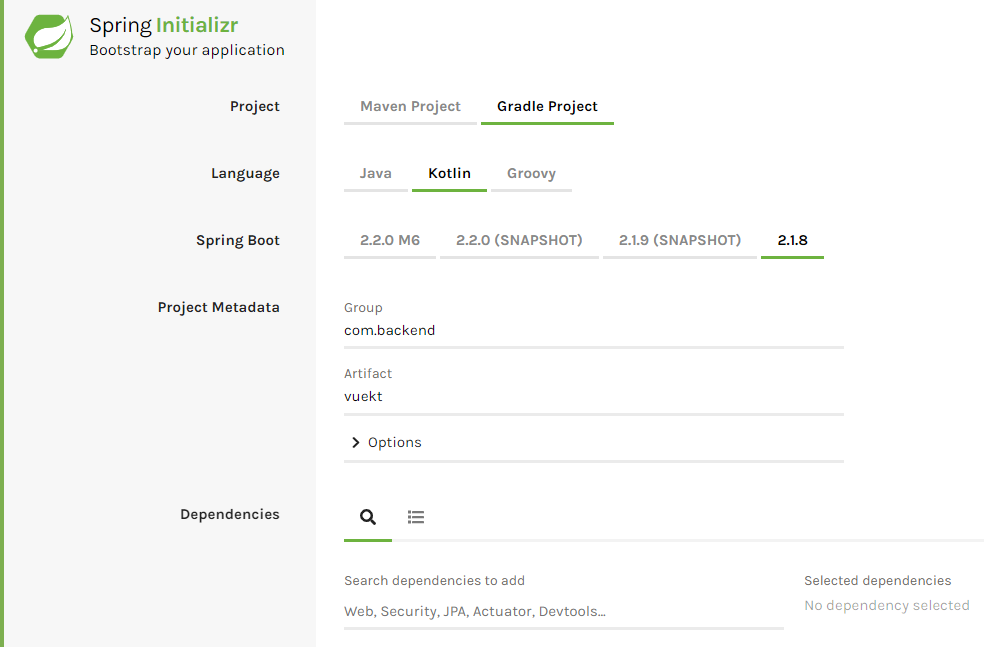 Spring Initializr
Bootstrap your application
Project
Maven Project Gradle Project
Language
Java Kotlin Groovy
Spring Boot
2.2.0 M6 2.2.0 (SNAPSHOT) 2.1.9 (SNAPSHOT) 2.1.8
Project Metadata
Group
com.backend
Artifact
vuekt
Options
Dependencies
Search dependencies to add
Web, Security, JPA, Actuator, Devtools...
Selected dependencies
No dependency selected